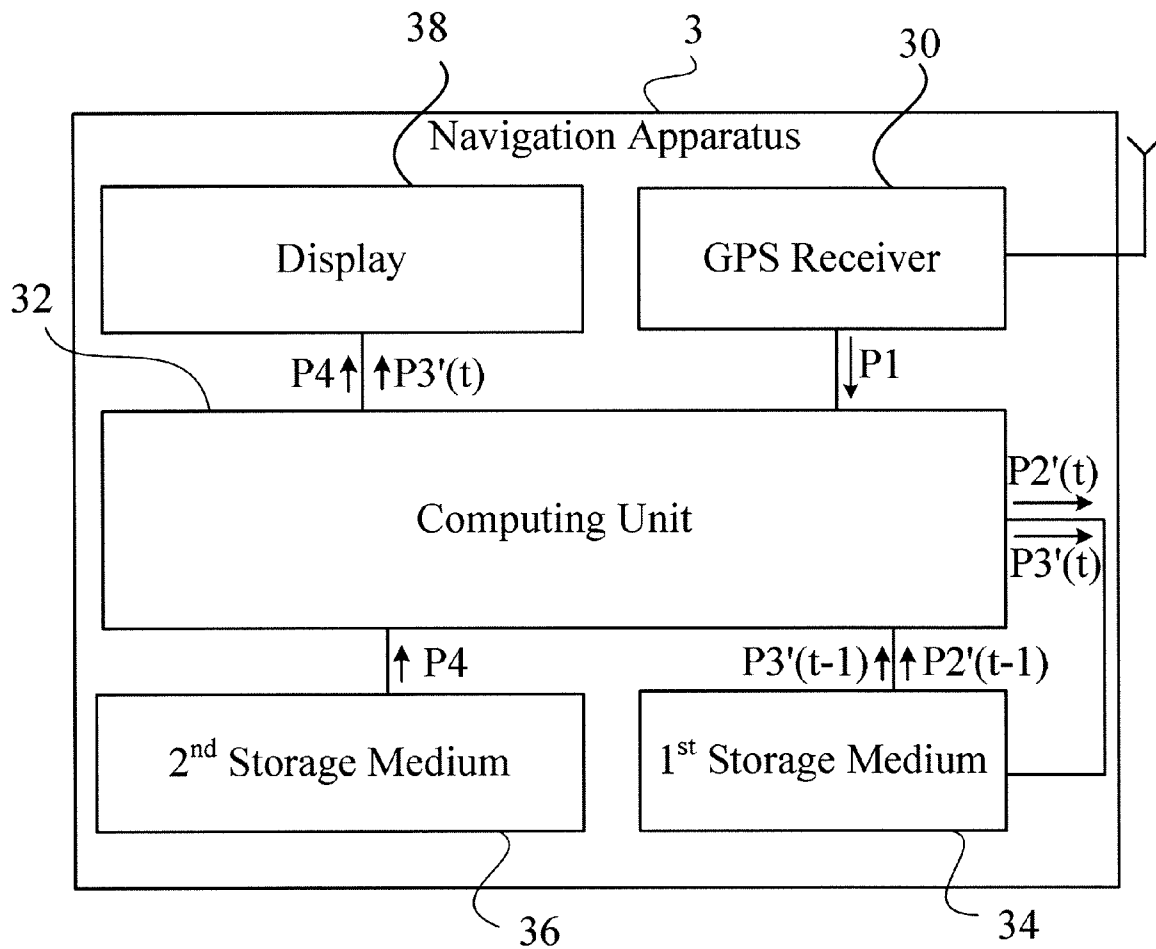 38
3
30
Navigation Apparatus
Display
GPS Receiver
32
P4 P3'(t)
P1
Computing Unit
P2'(t)
P3'(t)
P4
P3'(t-1) P2'(t-1)
2nd Storage Medium
1st Storage Medium
36
34